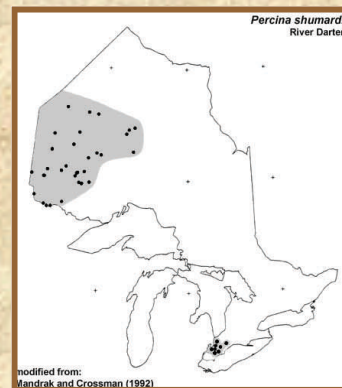 Percina shumardi
River Darter
modified from:
Mandrak and Crossman (1992)